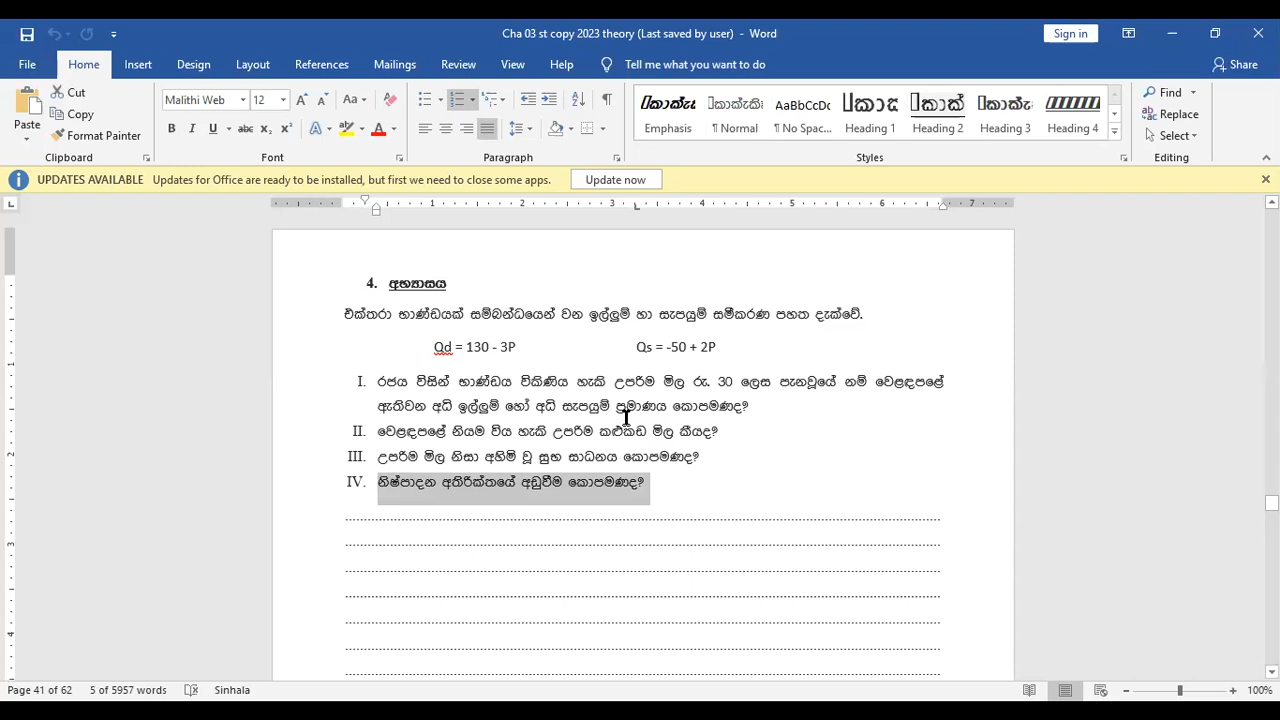 Cha 03 st copy 2023 theory (Last saved by user) - Word
Sign in
File Home Insert Design Layout References Mailings Review View Help Tell me what you want to do Share
Paste Cut Copy Format Painter
Clipboard
Malithi Web 12
Font
Paragraph
Emphasis ¶ Normal ¶ No Spac... Heading 1 Heading 2 Heading 3 Heading 4
Styles
Find Replace Select
Editing
UPDATES AVAILABLE Updates for Office are ready to be installed, but first we need to close some apps. Update now
4. අභ්‍යාසය
එක්තරා භාණ්ඩයක් සම්බන්ධයෙන් වන ඉල්ලුම් හා සැපයුම් සමීකරණ පහත දැක්වේ.
Qd = 130 - 3P Qs = -50 + 2P
I. රජය විසින් භාණ්ඩය විකිණිය හැකි උපරිම මිල රු. 30 ලෙස පැනවූයේ නම් වෙළඳපළේ
ඇතිවන අධි ඉල්ලුම් හෝ අධි සැපයුම් ප්‍රමාණය කොපමණද?
II. වෙළඳපළේ නියම විය හැකි උපරිම කළුකඩ මිල කීයද?
III. උපරිම මිල නිසා අහිමි වූ සුභ සාධනය කොපමණද?
IV. නිෂ්පාදන අතිරික්තයේ අඩුවීම කොපමණද?
Page 41 of 62 5 of 5957 words Sinhala 100%